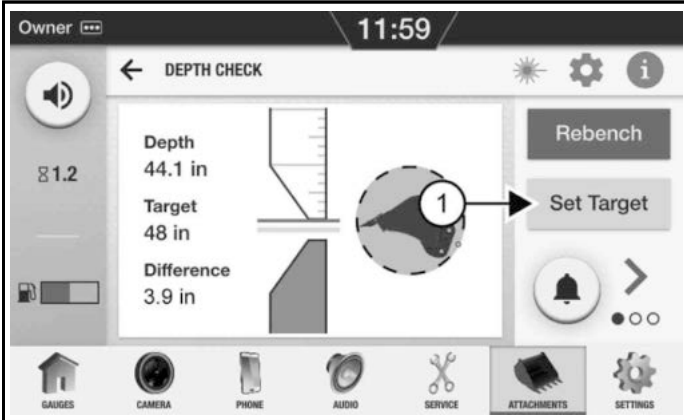 Owner
11:59
DEPTH CHECK
i
1.2
Depth
44.1 in
Target
48 in
Difference
3.9 in
1
Rebench
Set Target
GAUGES
CAMERA
PHONE
AUDIO
SERVICE
ATTACHMENTS
SETTINGS